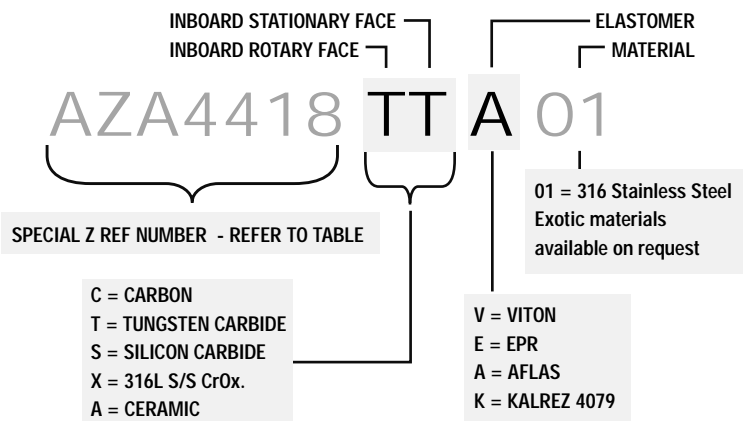 INBOARD STATIONARY FACE
ELASTOMER
INBOARD ROTARY FACE
MATERIAL
AZA4418 TT A 01
01 = 316 Stainless Steel
Exotic materials
available on request
SPECIAL Z REF NUMBER - REFER TO TABLE
C = CARBON
T = TUNGSTEN CARBIDE
S = SILICON CARBIDE
X = 316L S/S CrOx.
A = CERAMIC
V = VITON
E = EPR
A = AFLAS
K = KALREZ 4079